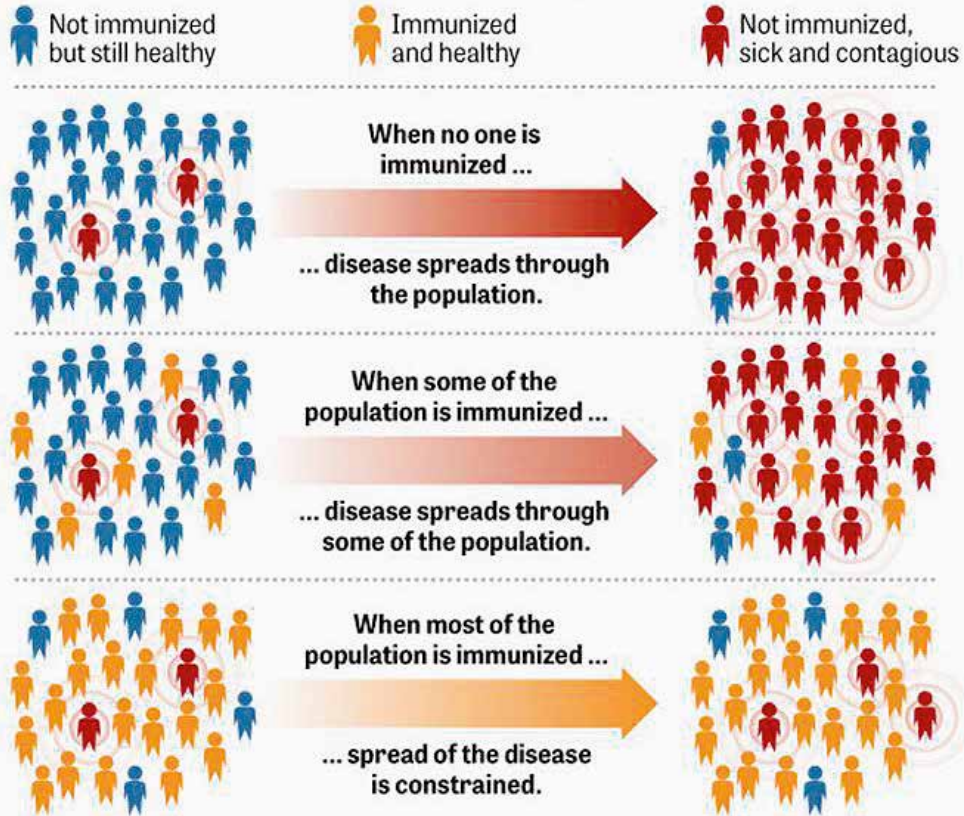 Not immunized
but still healthy
Immunized
and healthy
Not immunized,
sick and contagious
When no one is
immunized ...
... disease spreads through
the population.
When some of the
population is immunized ...
... disease spreads through
some of the population.
When most of the
population is immunized ...
... spread of the disease
is constrained.